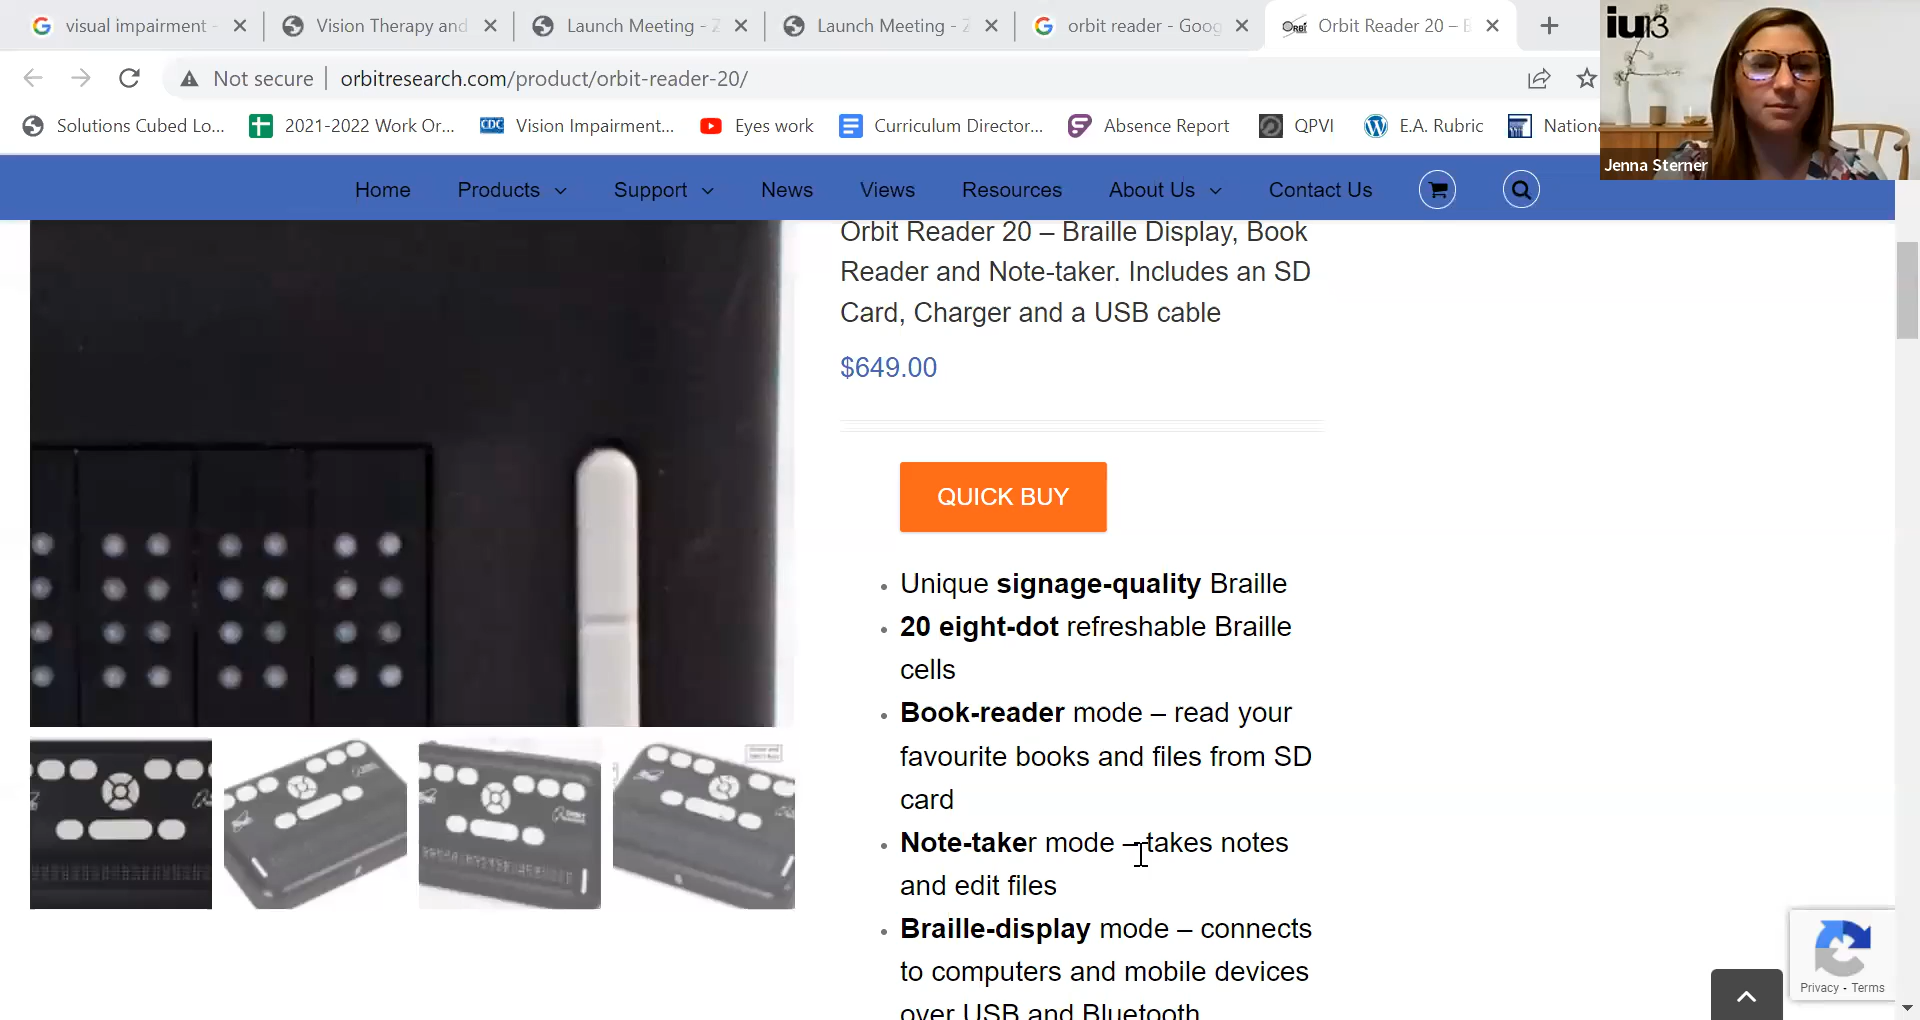 visual impairment -
Vision Therapy and
Launch Meeting - Z
Launch Meeting - Z
orbit reader - Goog
Orbit Reader 20 – B
Not secure
orbitresearch.com/product/orbit-reader-20/
Solutions Cubed Lo...
2021-2022 Work Or...
CDC
Vision Impairment...
Eyes work
Curriculum Director...
Absence Report
QPVI
E.A. Rubric
Nationa
iu13
Jenna Sterner
Home
Products
Support
News
Views
Resources
About Us
Contact Us
Orbit Reader 20 – Braille Display, Book
Reader and Note-taker. Includes an SD
Card, Charger and a USB cable
$649.00
QUICK BUY
Unique signage-quality Braille
20 eight-dot refreshable Braille
cells
Book-reader mode – read your
favourite books and files from SD
card
Note-taker mode – takes notes
and edit files
Braille-display mode – connects
to computers and mobile devices
over USB and Bluetooth
Privacy - Terms